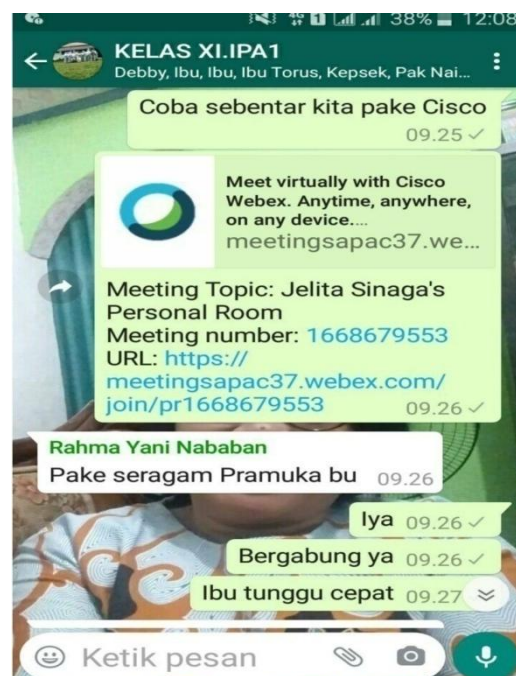 4G 1 38% 12:08
KELAS XI.IPA1
Debby, Ibu, Ibu, Ibu Torus, Kepsek, Pak Nai...
Coba sebentar kita pake Cisco
09.25
Meet virtually with Cisco
Webex. Anytime, anywhere,
on any device....
meetingsapac37.we...
Meeting Topic: Jelita Sinaga's
Personal Room
Meeting number: 1668679553
URL: https://
meetingsapac37.webex.com/
join/pr1668679553 09.26
Rahma Yani Nababan
Pake seragam Pramuka bu 09.26
Iya 09.26
Bergabung ya 09.26
Ibu tunggu cepat 09.27
Ketik pesan